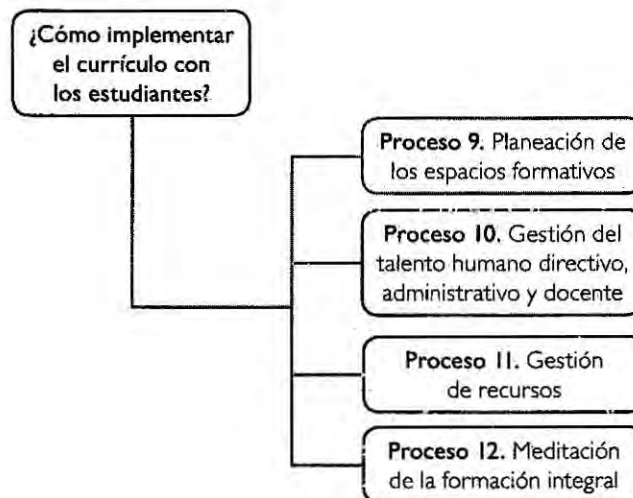 ¿Cómo implementar
el currículo con
los estudiantes?
Proceso 9. Planeación de
los espacios formativos
Proceso 10. Gestión del
talento humano directivo,
administrativo y docente
Proceso 11. Gestión
de recursos
Proceso 12. Meditación
de la formación integral